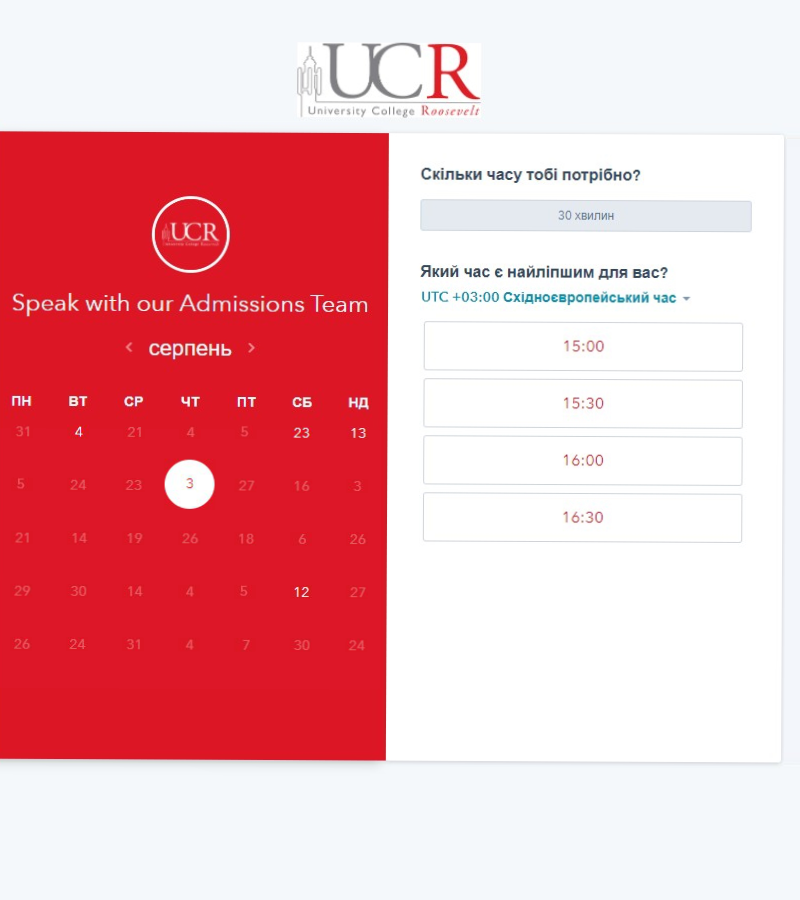 UCR
University College Roosevelt
UCR
University College Roosevelt
Speak with our Admissions Team
< серпень >
ПН ВТ СР ЧТ ПТ СБ НД
31 4 21 4 5 23 13
5 24 23 3 27 16 3
21 14 19 26 18 6 26
29 30 14 4 5 12 27
26 24 31 4 7 30 24
Скільки часу тобі потрібно?
30 хвилин
Який час є найліпшим для вас?
UTC +03:00 Східноєвропейський час
15:00
15:30
16:00
16:30